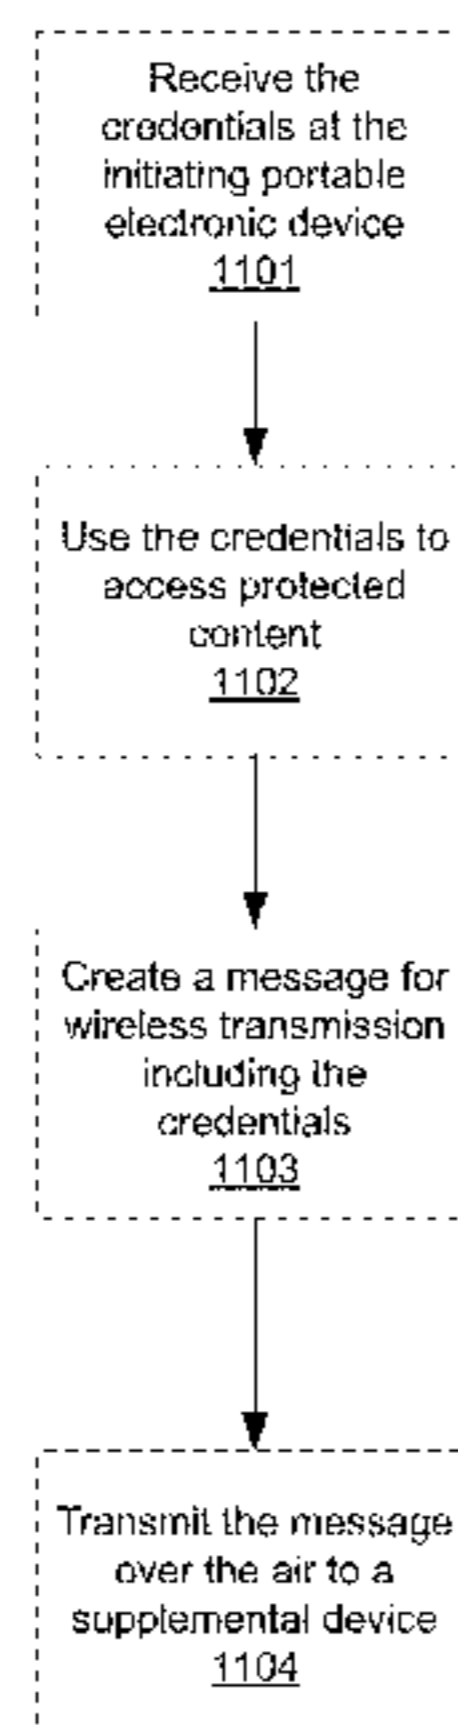 Receive the
credentials at the
initiating portable
electronic device
1101
Use the credentials to
access protected
content
1102
Create a message for
wireless transmission
including the
credentials
1103
Transmit the message
over the air to a
supplemental device
1104